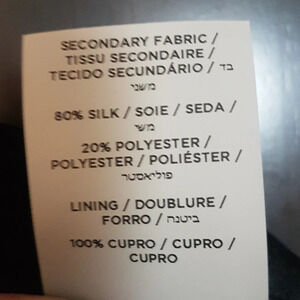 SECONDARY FABRIC /
TISSU SECONDAIRE /
TECIDO SECUNDÁRIO / בד
משני
80% SILK / SOIE / SEDA /
משי
20% POLYESTER /
POLYESTER / POLIÉSTER /
פוליאסטר
LINING / DOUBLURE /
FORRO / ביטנה
100% CUPRO / CUPRO /
CUPRO